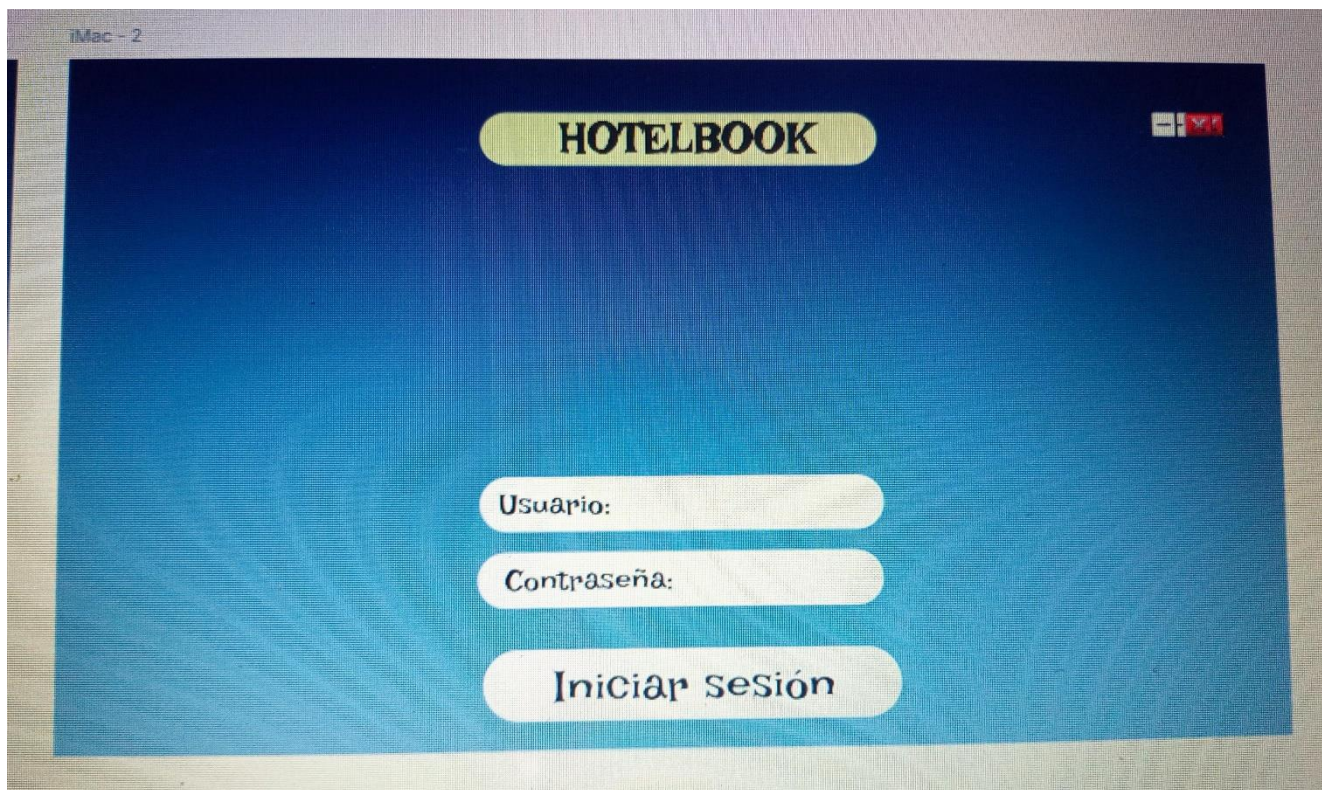 iMac - 2
HOTELBOOK
Usuario:
Contraseña:
Iniciar sesión